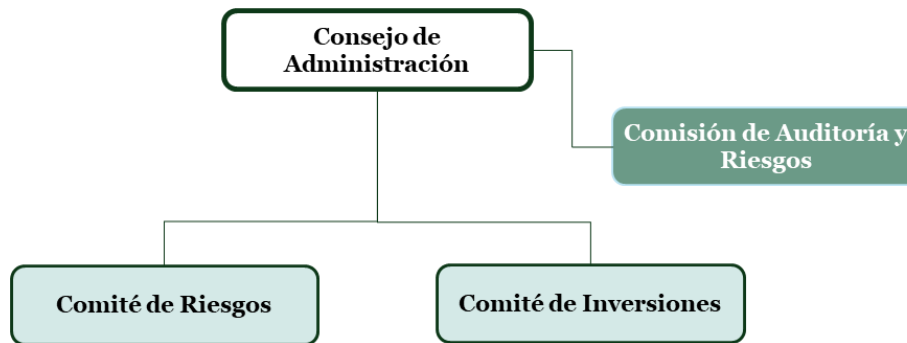 Consejo de
Administración
Comisión de Auditoría y
Riesgos
Comité de Riesgos
Comité de Inversiones